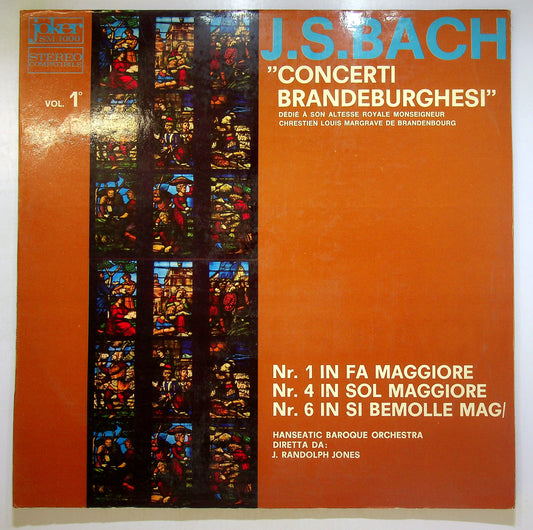 joker
SM 1090
STEREO
COMPATIBILE
VOL. 1°
J.S.BACH
"CONCERTI
BRANDEBURGHESI"
DÉDIÉ À SON ALTESSE ROYALE MONSEIGNEUR
CHRESTIEN LOUIS MARGRAVE DE BRANDENBOURG
Nr. 1 IN FA MAGGIORE
Nr. 4 IN SOL MAGGIORE
Nr. 6 IN SI BEMOLLE MAG/
HANSEATIC BAROQUE ORCHESTRA
DIRETTA DA:
J. RANDOLPH JONES